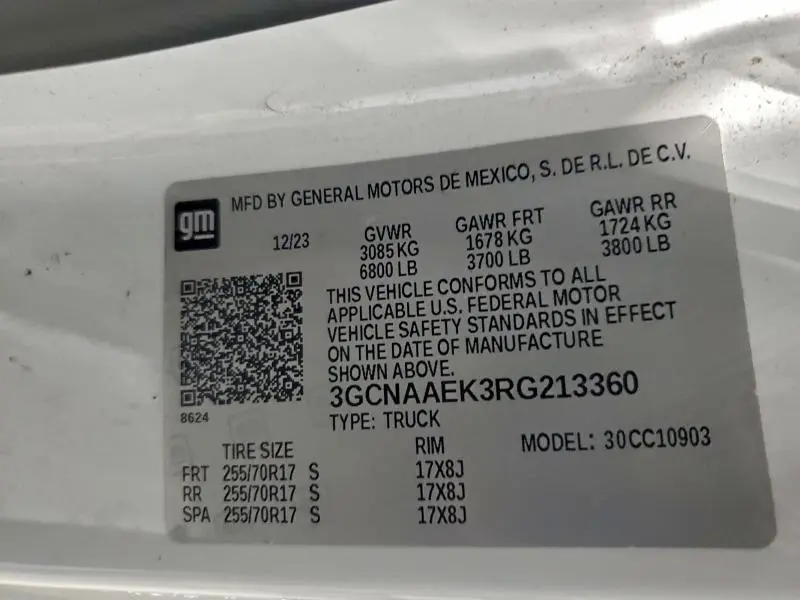 gm
MFD BY GENERAL MOTORS DE MEXICO, S. DE R.L. DE C.V.
12/23 GVWR GAWR FRT GAWR RR
3085 KG 1678 KG 1724 KG
6800 LB 3700 LB 3800 LB
THIS VEHICLE CONFORMS TO ALL
APPLICABLE U.S. FEDERAL MOTOR
VEHICLE SAFETY STANDARDS IN EFFECT
ON THE DATE OF MANUFACTURE
SHOWN ABOVE.
3GCNAAEK3RG213360
8624
TYPE: TRUCK
TIRE SIZE RIM MODEL: 30CC10903
FRT 255/70R17 S 17X8J
RR 255/70R17 S 17X8J
SPA 255/70R17 S 17X8J